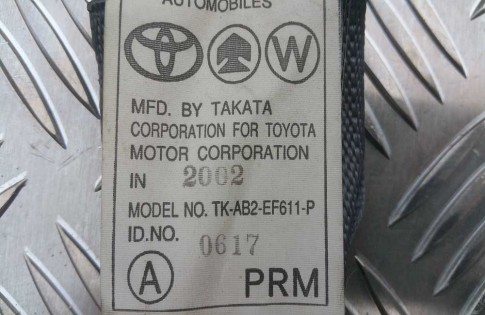 AUTOMOBILES
W
MFD. BY TAKATA
CORPORATION FOR TOYOTA
MOTOR CORPORATION
IN 2002
MODEL NO. TK-AB2-EF611-P
ID.NO. 0617
A PRM